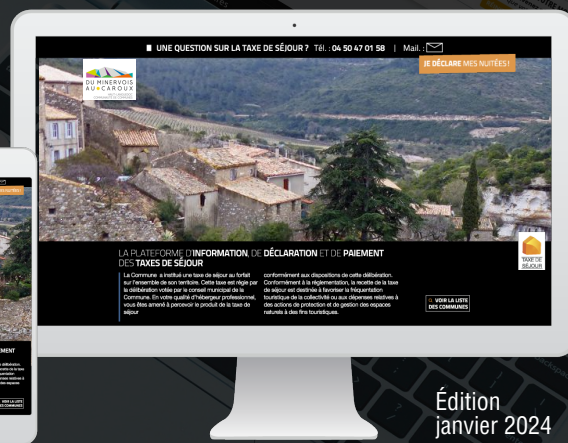 UNE QUESTION SUR LA TAXE DE SÉJOUR ? Tél. : 04 50 47 01 58 | Mail. :
JE DÉCLARE MES NUITÉES !
DU MINERVOIS
AU CAROUX
LA PLATEFORME D'INFORMATION, DE DÉCLARATION ET DE PAIEMENT
DES TAXES DE SÉJOUR
La Commune a institué une taxe de séjour au forfait
sur l'ensemble de son territoire. Cette taxe est régie par
la délibération votée par le conseil municipal de la
Commune. En votre qualité d'hébergeur professionnel,
vous êtes amené à percevoir le produit de la taxe de
séjour
conformément aux dispositions de cette délibération.
Conformément à la réglementation, la recette de la taxe
de séjour est destinée à favoriser la fréquentation
touristique de la collectivité ou aux dépenses relatives à
des actions de protection et de gestion des espaces
naturels à des fins touristiques.
TAXE DE
SÉJOUR
VOIR LA LISTE
DES COMMUNES
Édition
janvier 2024